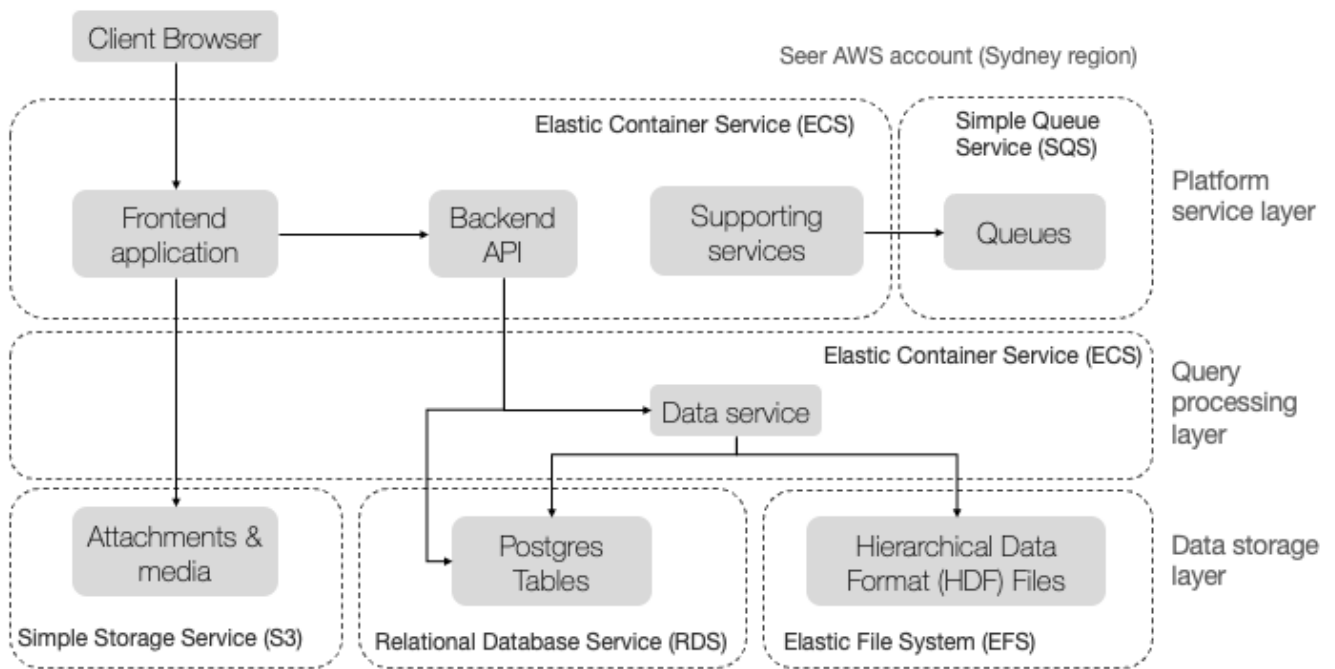 Client Browser
Seer AWS account (Sydney region)
Elastic Container Service (ECS)
Simple Queue
Service (SQS)
Platform
service layer
Frontend
application
Backend
API
Supporting
services
Queues
Elastic Container Service (ECS)
Query
processing
layer
Data service
Attachments &
media
Postgres
Tables
Hierarchical Data
Format (HDF) Files
Data storage
layer
Simple Storage Service (S3)
Relational Database Service (RDS)
Elastic File System (EFS)